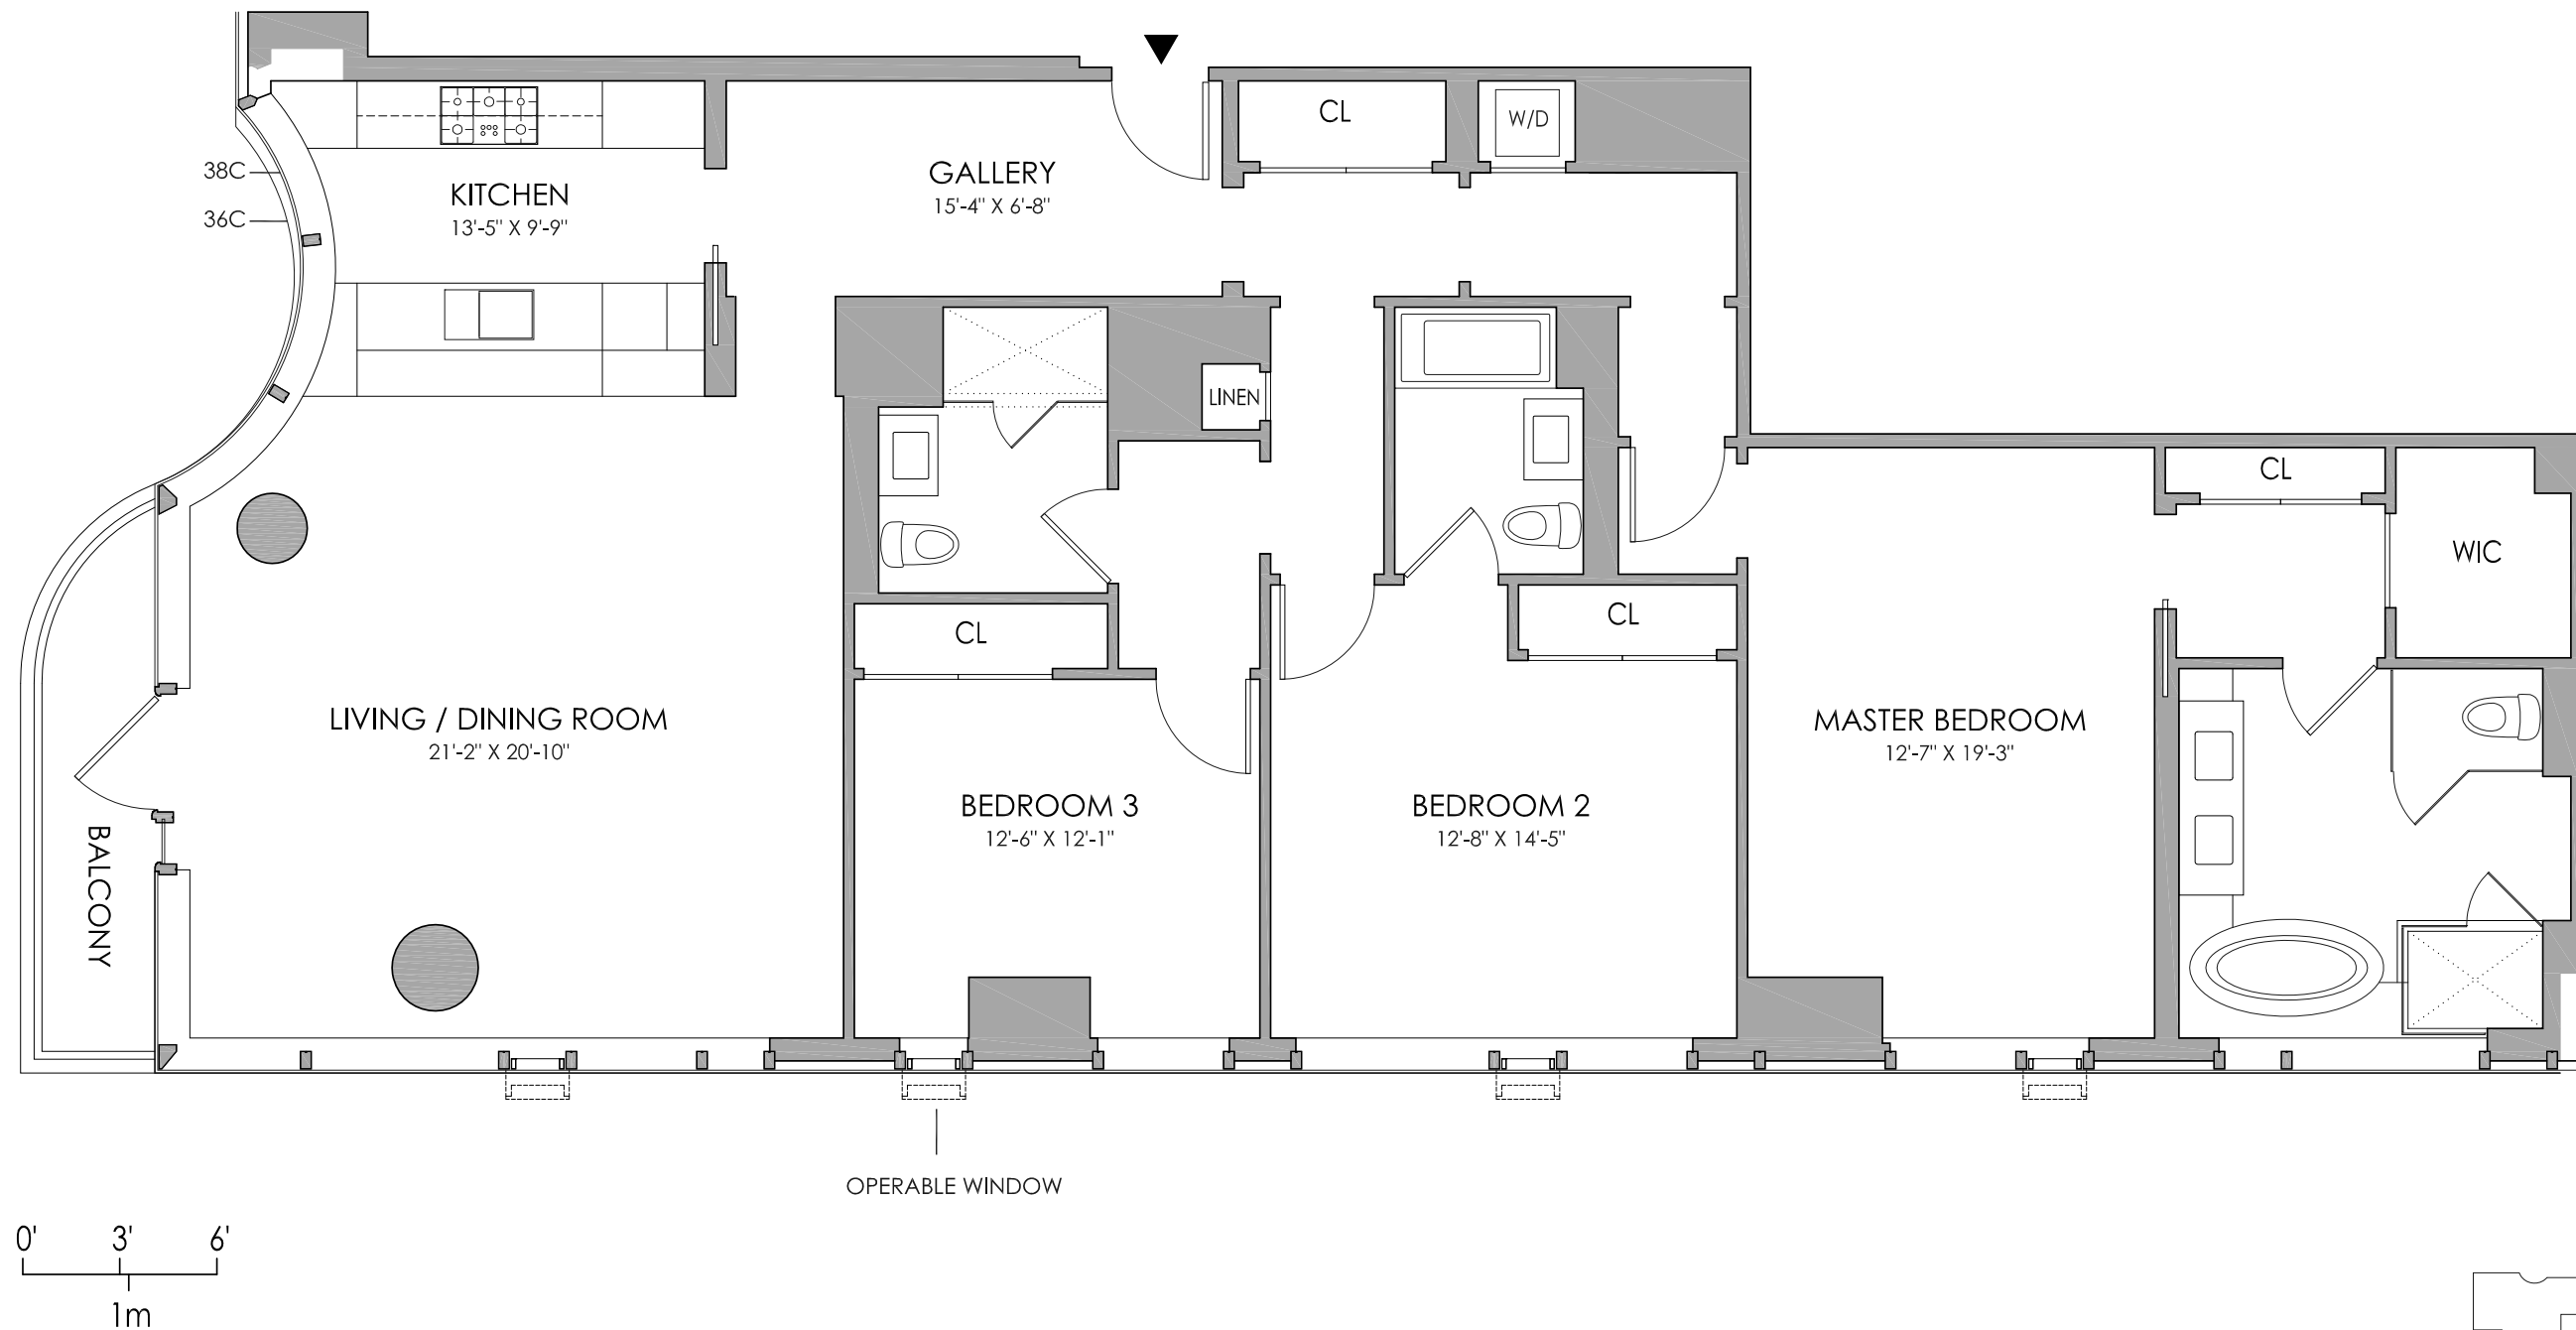 CL
W/D
38C
KITCHEN
13'-5" X 9'-9"
36C
GALLERY
15'-4" X 6'-8"
LINEN
CL
WIC
CL
CL
LIVING / DINING ROOM
21'-2" X 20'-10"
MASTER BEDROOM
12'-7" X 19'-3"
BEDROOM 3
12'-6" X 12'-1"
BEDROOM 2
12'-8" X 14'-5"
BALCONY
OPERABLE WINDOW
0' 3' 6'
1m